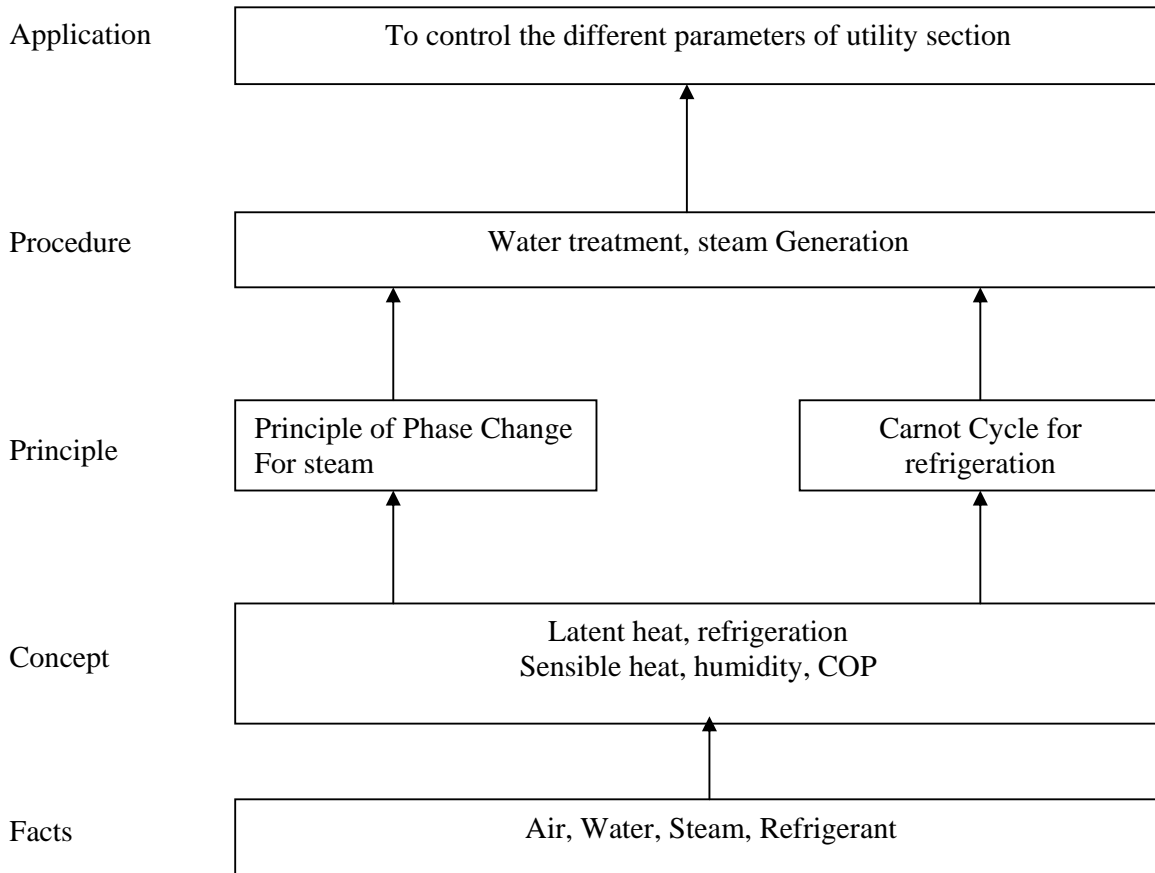 Application
To control the different parameters of utility section
Procedure
Water treatment, steam Generation
Principle
Principle of Phase Change
For steam
Carnot Cycle for
refrigeration
Concept
Latent heat, refrigeration
Sensible heat, humidity, COP
Facts
Air, Water, Steam, Refrigerant